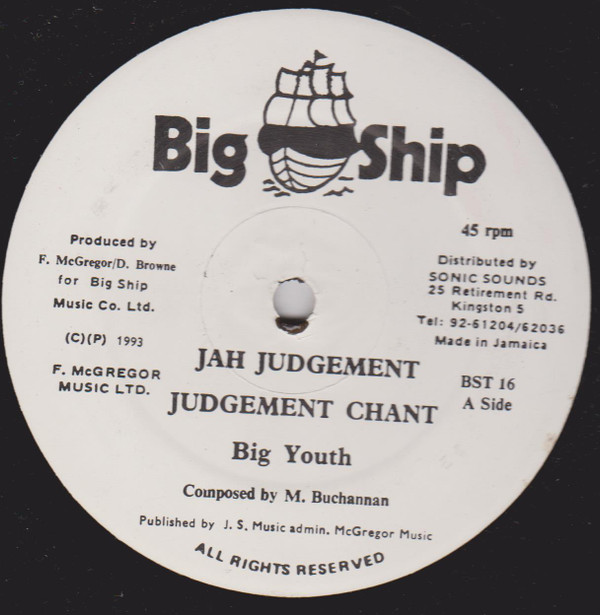 Big Ship
Produced by
F. McGregor/D. Browne
for Big Ship
Music Co. Ltd.
(C)(P) 1993
F. McGREGOR
MUSIC LTD.
45 rpm
Distributed by
SONIC SOUNDS
25 Retirement Rd.
Kingston 5
Tel: 92-61204/62036
Made in Jamaica
BST 16
A Side
JAH JUDGEMENT
JUDGEMENT CHANT
Big Youth
Composed by M. Buchannan
Published by J. S. Music admin. McGregor Music
ALL RIGHTS RESERVED